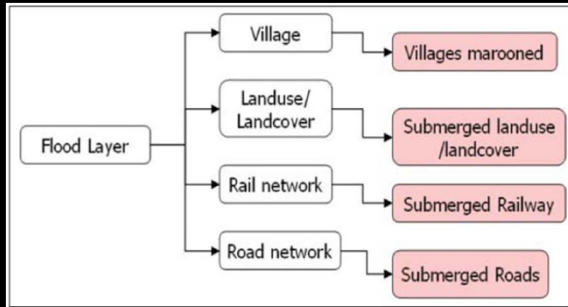 Village
Villages marooned
Landuse/
Landcover
Submerged landuse
/landcover
Flood Layer
Rail network
Submerged Railway
Road network
Submerged Roads